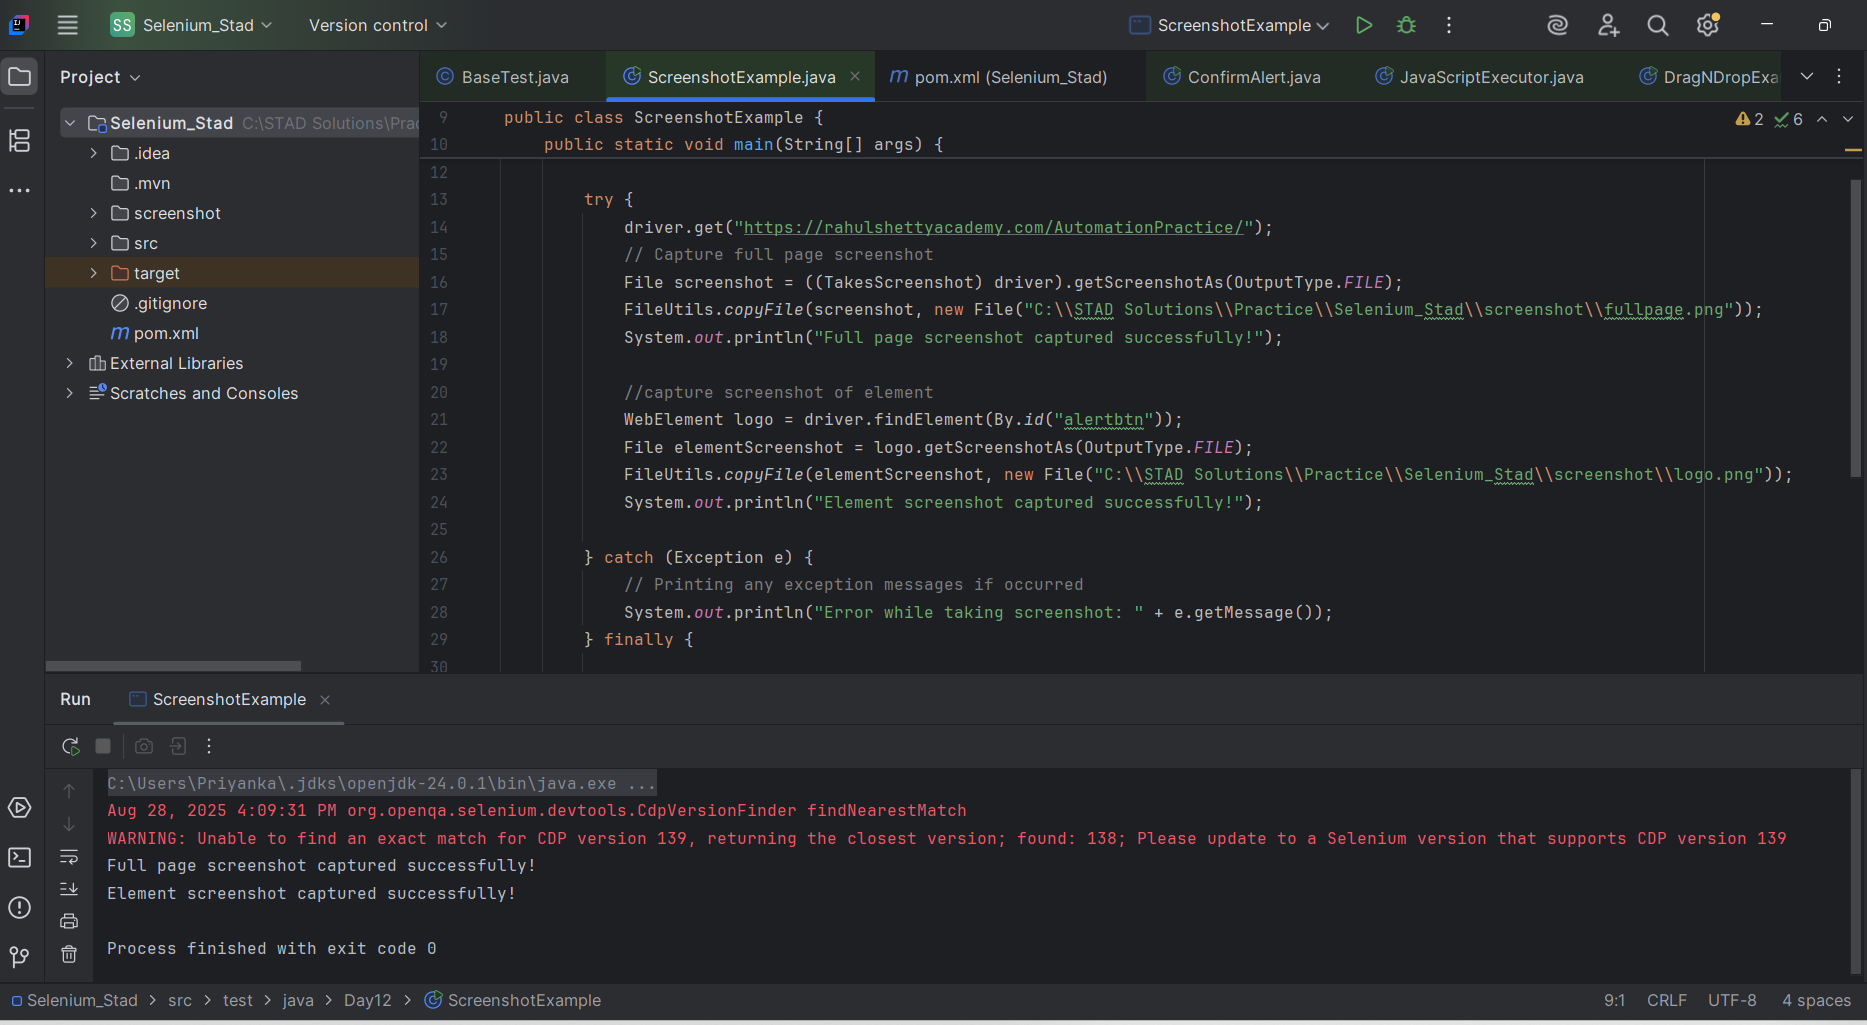 SS Selenium_Stad Version control ScreenshotExample
Project
BaseTest.java ScreenshotExample.java m pom.xml (Selenium_Stad) ConfirmAlert.java JavaScriptExecutor.java DragNDropExa
Selenium_Stad C:\STAD Solutions\Prac
.idea
.mvn
screenshot
src
target
.gitignore
m pom.xml
External Libraries
Scratches and Consoles
2 6
9 public class ScreenshotExample {
10 public static void main(String[] args) {
12
13 try {
14 driver.get("https://rahulshettyacademy.com/AutomationPractice/");
15 // Capture full page screenshot
16 File screenshot = ((TakesScreenshot) driver).getScreenshotAs(OutputType.FILE);
17 FileUtils.copyFile(screenshot, new File("C:\\STAD Solutions\\Practice\\Selenium_Stad\\screenshot\\fullpage.png"));
18 System.out.println("Full page screenshot captured successfully!");
19
20 //capture screenshot of element
21 WebElement logo = driver.findElement(By.id("alertbtn"));
22 File elementScreenshot = logo.getScreenshotAs(OutputType.FILE);
23 FileUtils.copyFile(elementScreenshot, new File("C:\\STAD Solutions\\Practice\\Selenium_Stad\\screenshot\\logo.png"));
24 System.out.println("Element screenshot captured successfully!");
25
26 } catch (Exception e) {
27 // Printing any exception messages if occurred
28 System.out.println("Error while taking screenshot: " + e.getMessage());
29 } finally {
30
Run ScreenshotExample
C:\Users\Priyanka\.jdks\openjdk-24.0.1\bin\java.exe ...
Aug 28, 2025 4:09:31 PM org.openqa.selenium.devtools.CdpVersionFinder findNearestMatch
WARNING: Unable to find an exact match for CDP version 139, returning the closest version; found: 138; Please update to a Selenium version that supports CDP version 139
Full page screenshot captured successfully!
Element screenshot captured successfully!
Process finished with exit code 0
Selenium_Stad > src > test > java > Day12 > ScreenshotExample 9:1 CRLF UTF-8 4 spaces